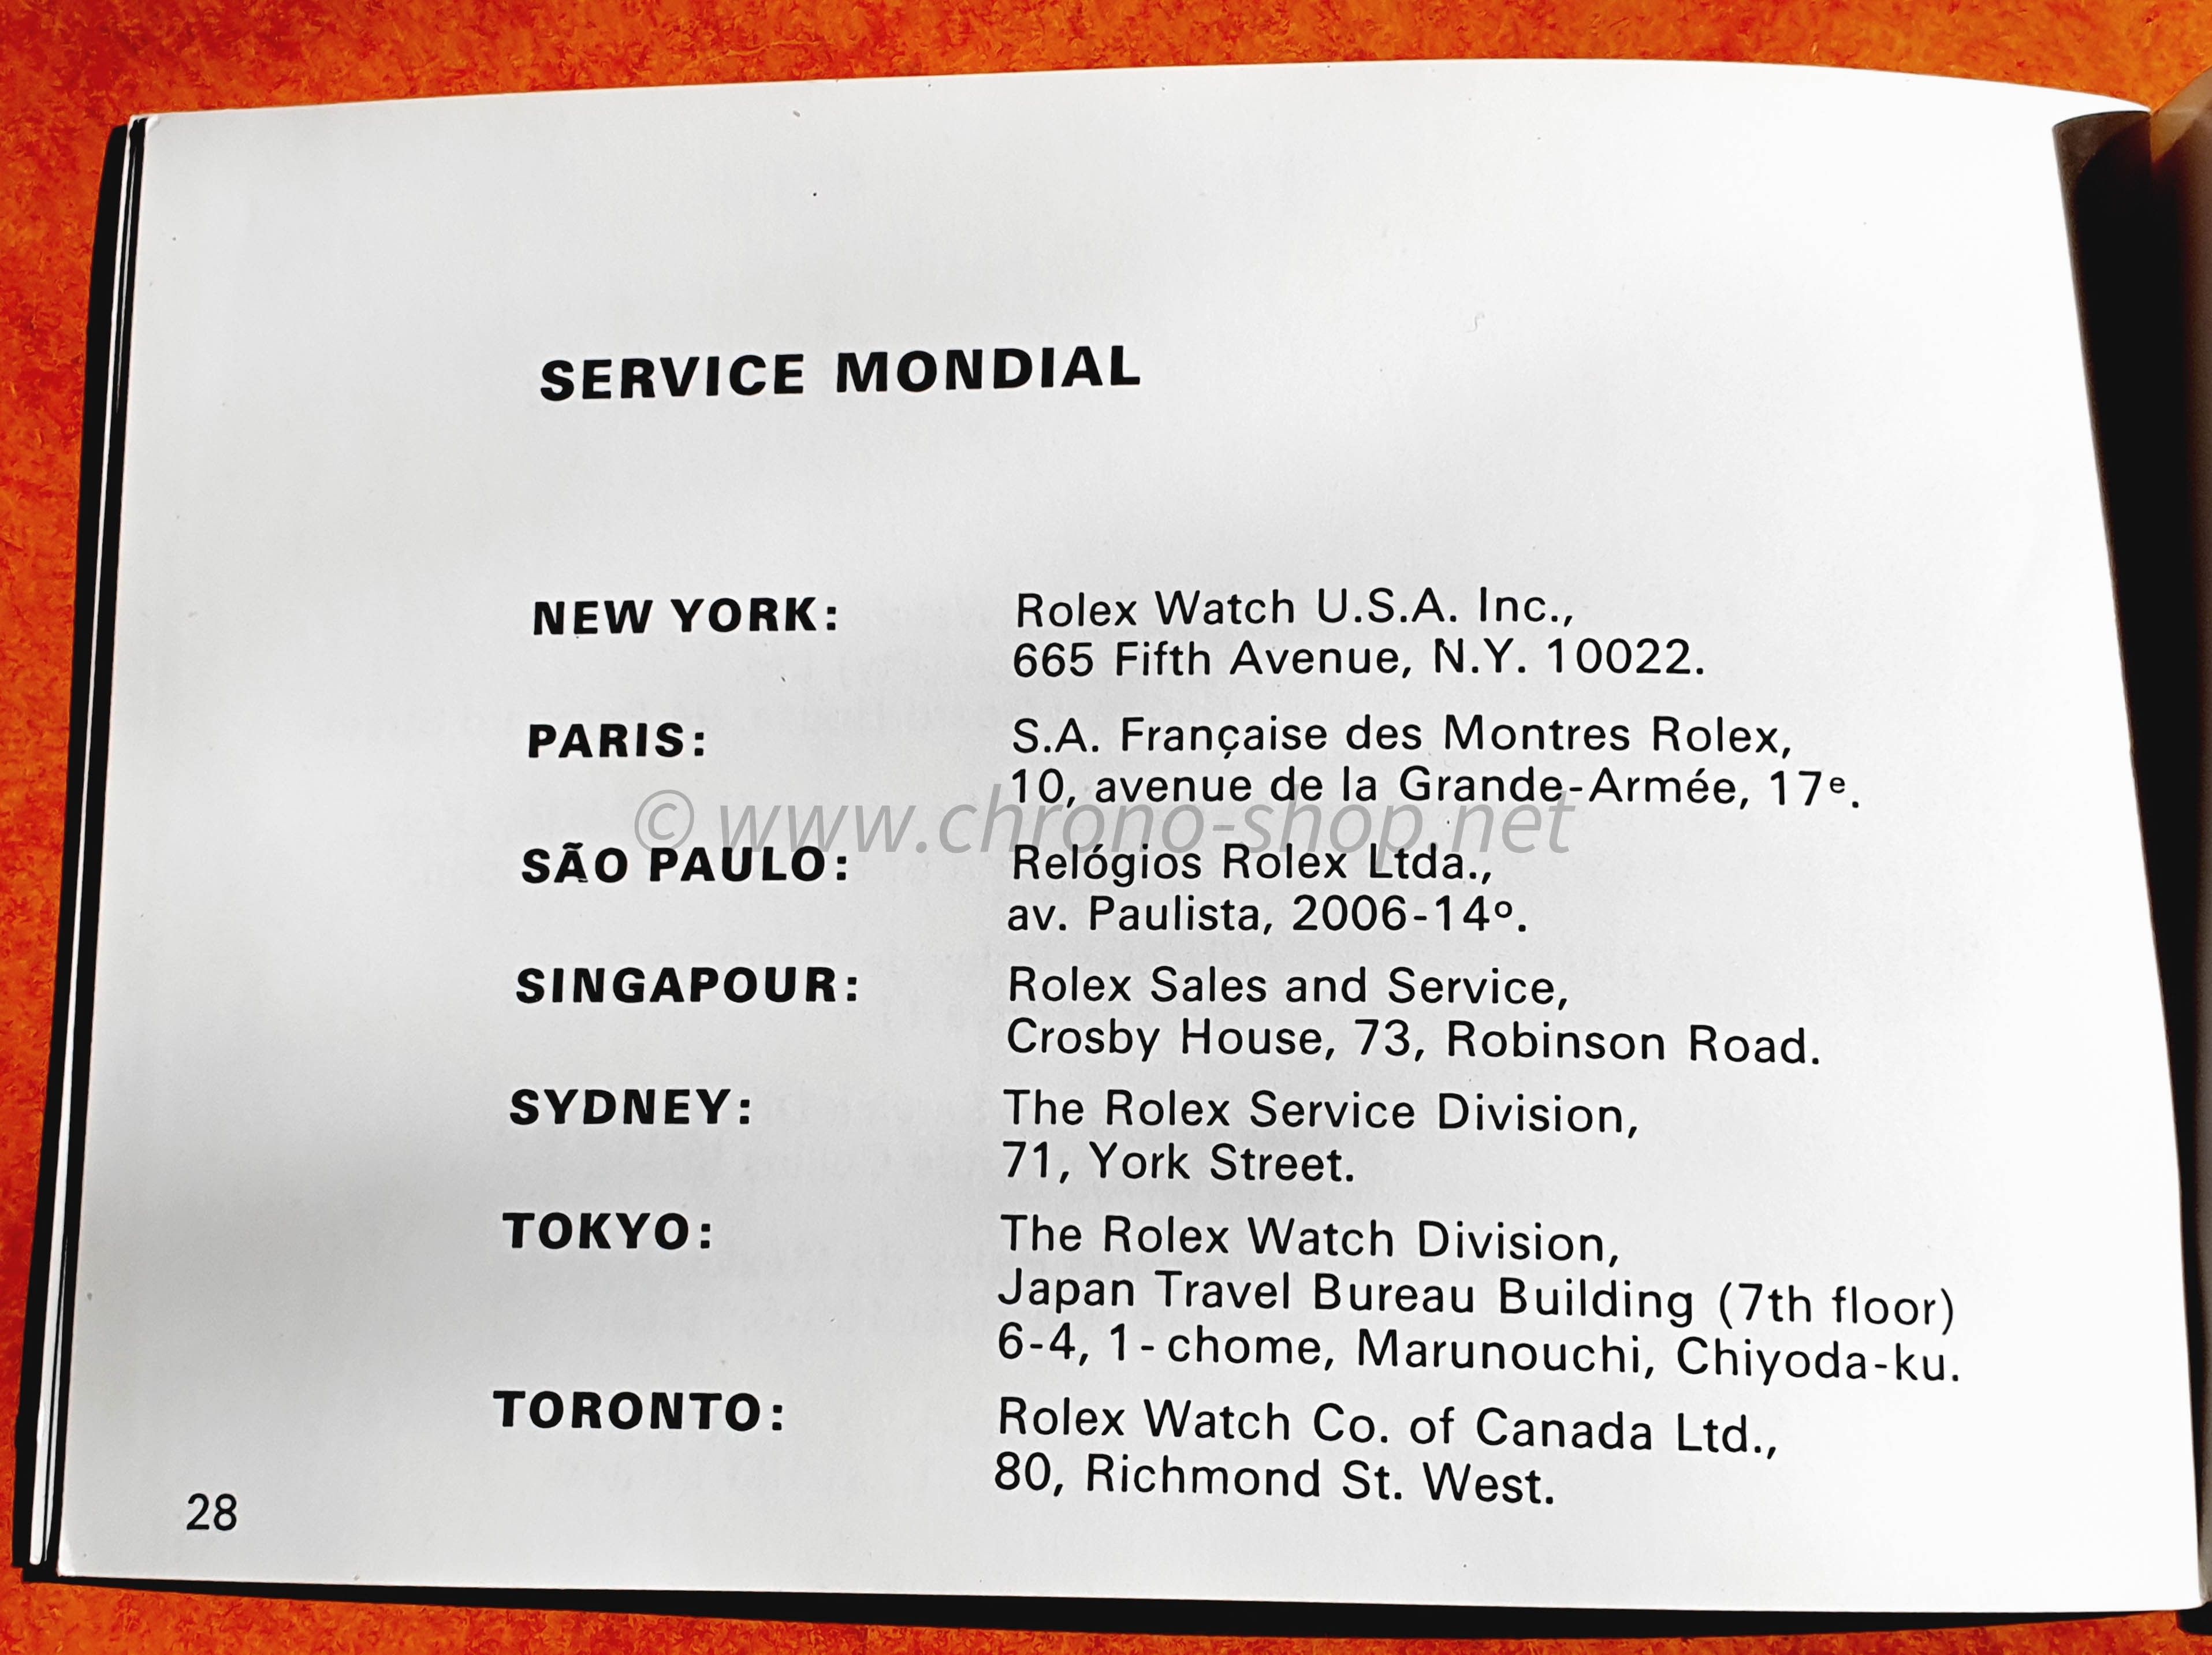 SERVICE MONDIAL
NEW YORK: Rolex Watch U.S.A. Inc.,
665 Fifth Avenue, N.Y. 10022.
PARIS: S.A. Française des Montres Rolex,
10, avenue de la Grande-Armée, 17e.
© www.chrono-shop.net
SÃO PAULO: Relógios Rolex Ltda.,
av. Paulista, 2006-14º.
SINGAPOUR: Rolex Sales and Service,
Crosby House, 73, Robinson Road.
SYDNEY: The Rolex Service Division,
71, York Street.
TOKYO: The Rolex Watch Division,
Japan Travel Bureau Building (7th floor)
6-4, 1-chome, Marunouchi, Chiyoda-ku.
TORONTO: Rolex Watch Co. of Canada Ltd.,
80, Richmond St. West.
28